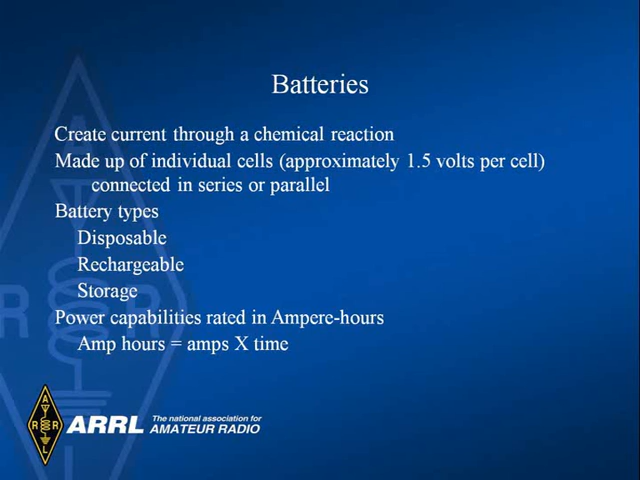 Batteries
Create current through a chemical reaction
Made up of individual cells (approximately 1.5 volts per cell)
connected in series or parallel
Battery types
Disposable
Rechargeable
Storage
Power capabilities rated in Ampere-hours
Amp hours = amps X time
A
R R
L
ARRL The national association for
AMATEUR RADIO